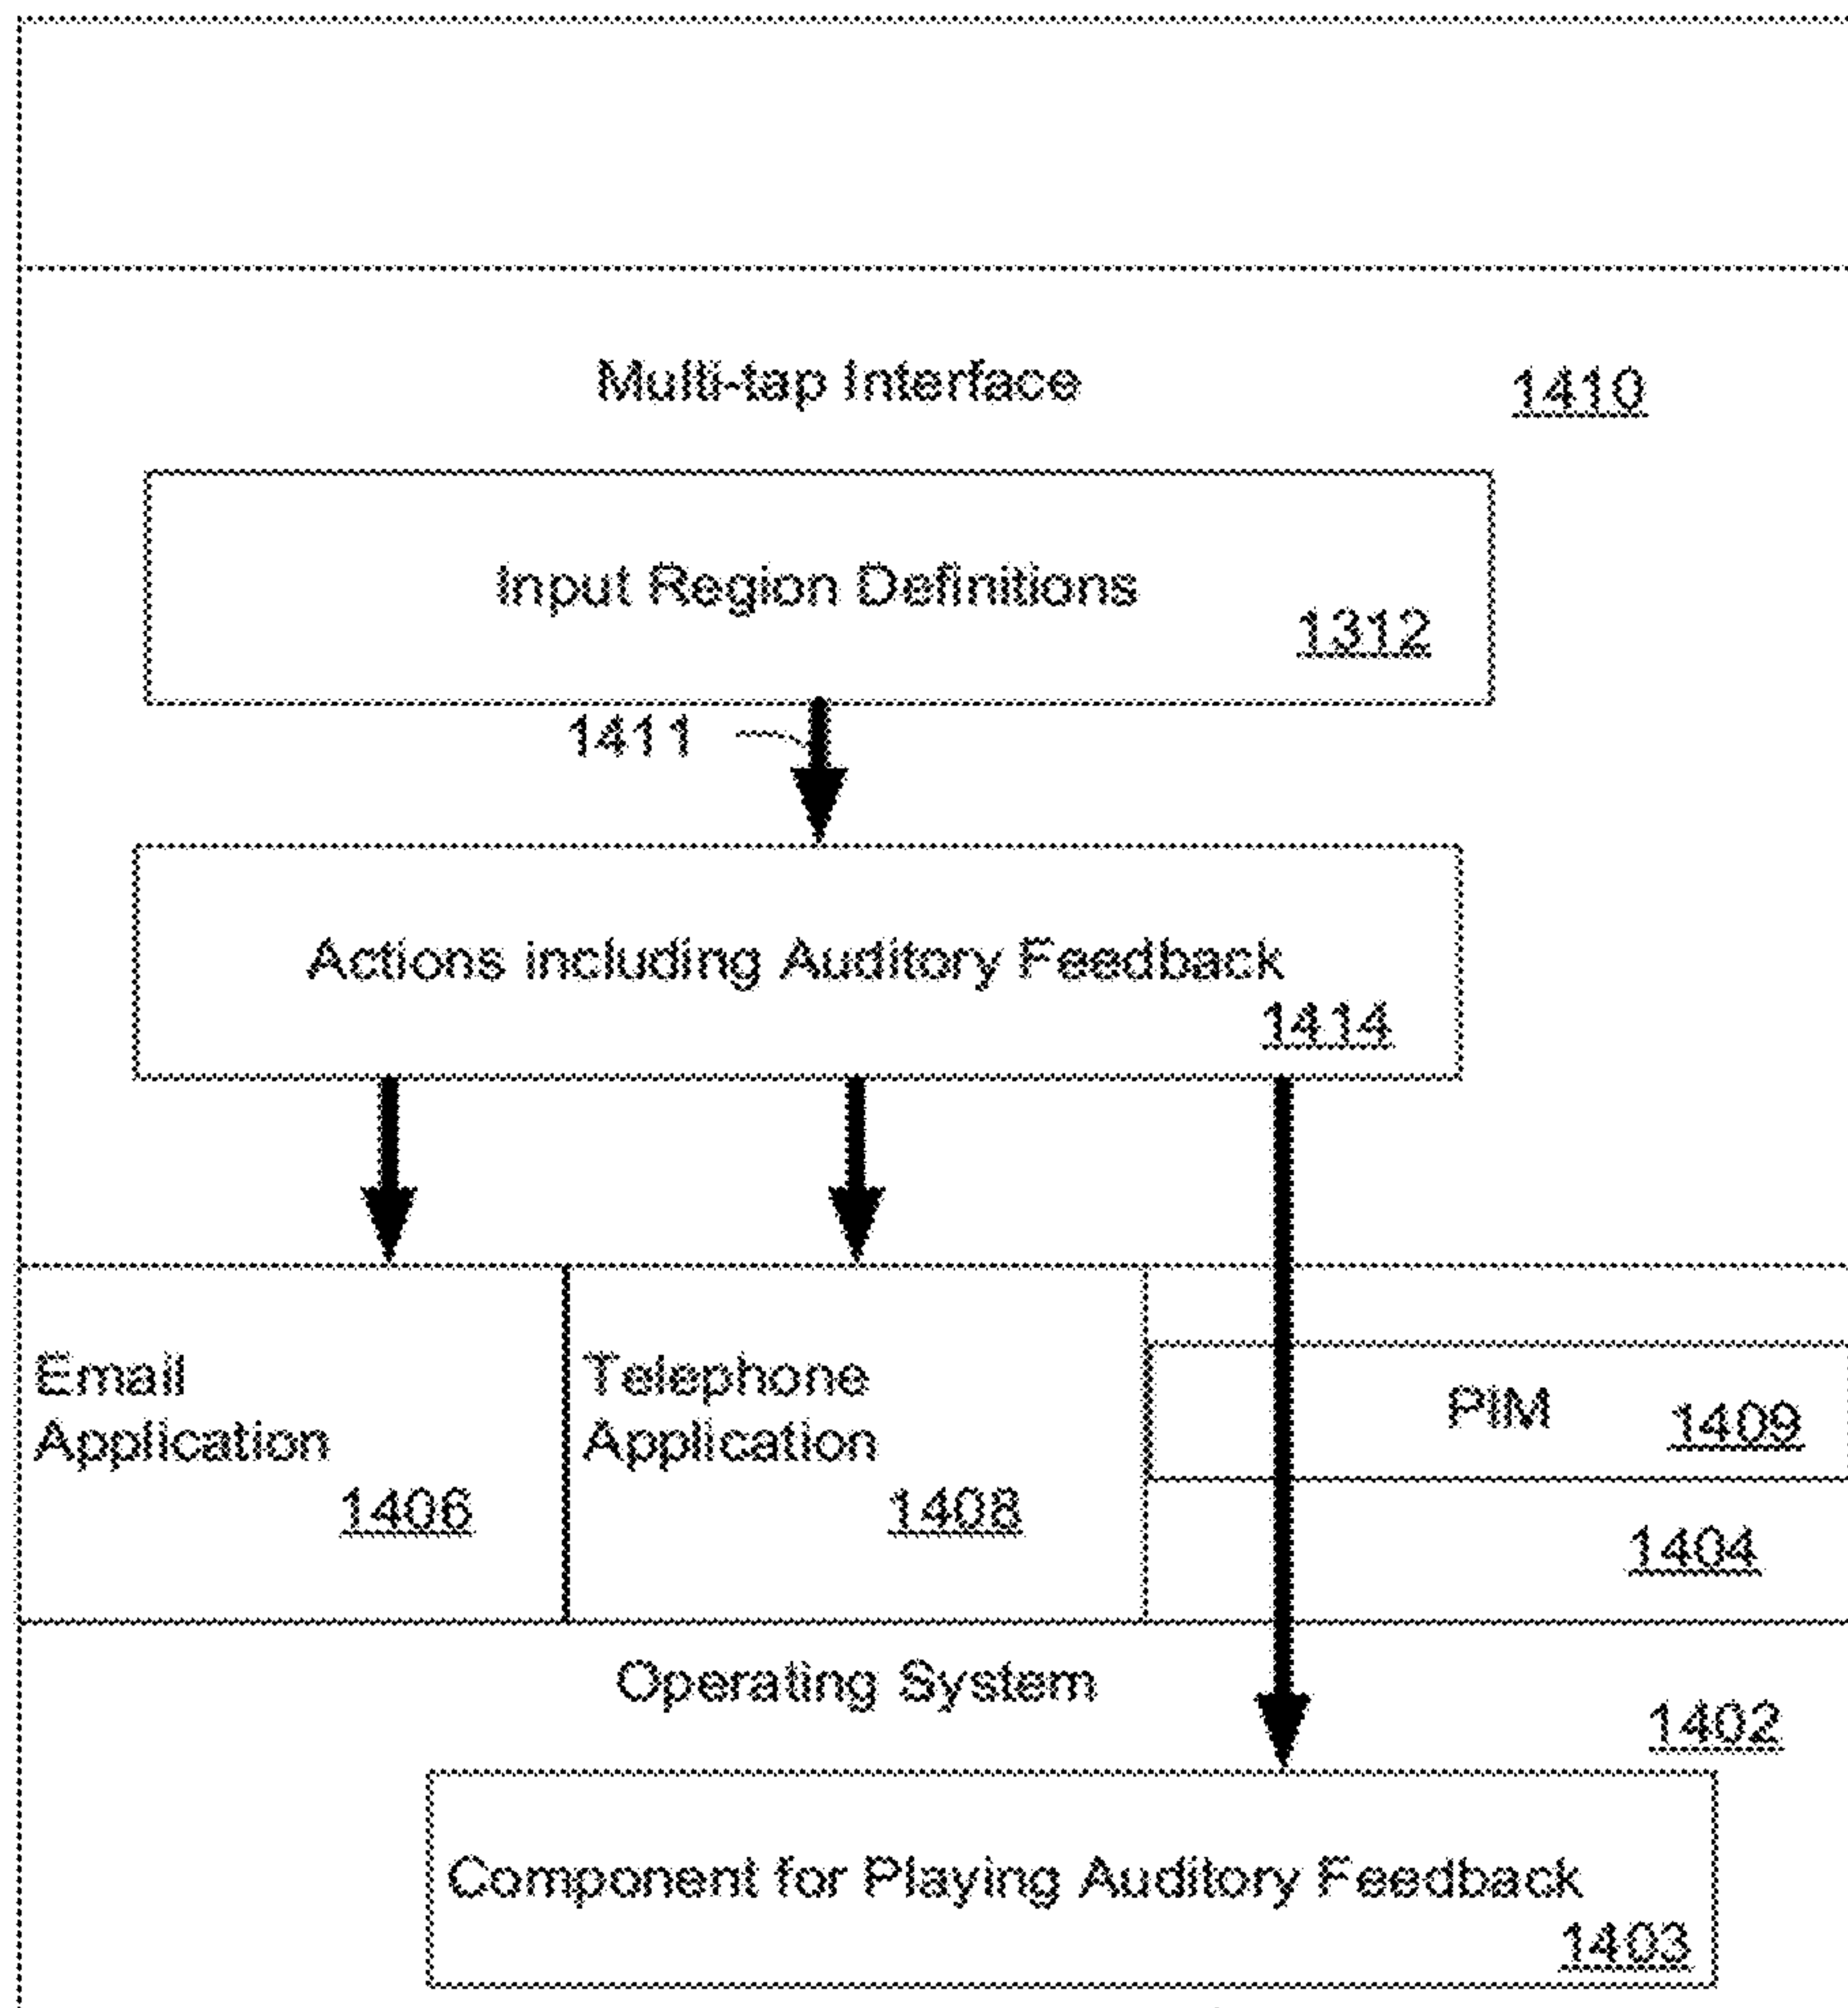 Multi-tap Interface
1410
Input Region Definitions
1312
1411
Actions including Auditory Feedback
1414
Email
Application
1406
Telephone
Application
1408
PIM
1409
1404
Operating System
1402
Component for Playing Auditory Feedback
1403